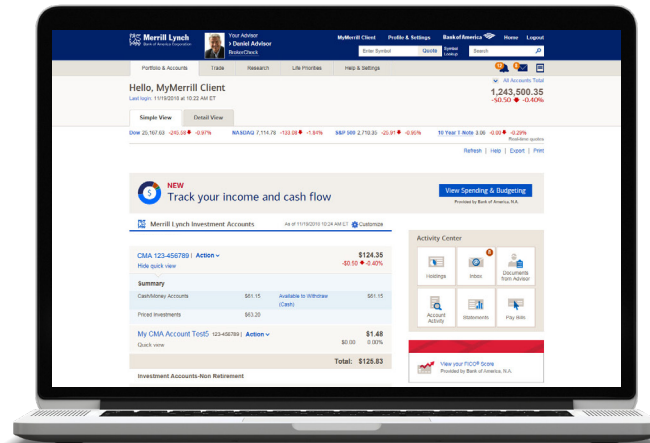 Merrill Lynch
Bank of America Corporation
Your Advisor
> Daniel Advisor
BrokerCheck
MyMerrill Client Profile & Settings Bank of America Home Logout
Enter Symbol Quote Symbol Lookup Search
Portfolio & Accounts Trade Research Life Priorities Help & Settings
Hello, MyMerrill Client
Last login: 11/19/2018 at 10:22 AM ET
All Accounts Total
1,243,500.35
-$0.50 -0.40%
Simple View Detail View
Dow 25,167.63 -245.59 -0.97% NASDAQ 7,114.78 -133.09 -1.84% S&P 500 2,710.35 -25.91 -0.95% 10 Year T-Note 3.06 -0.00 -0.29%
Real-time quotes
Refresh | Help | Export | Print
NEW
Track your income and cash flow
View Spending & Budgeting
Provided by Bank of America, N.A.
Merrill Lynch Investment Accounts As of 11/19/2018 10:24 AM CT Customize
CMA 123-456789 | Action $124.35
Hide quick view -$0.50 -0.40%
Summary
Cash/Money Accounts $61.15 Available to Withdraw (Cash) $61.15
Priced Investments $63.20
My CMA Account Test5 123-456789 | Action $1.48
Quick view $0.00 0.00%
Total: $125.83
Investment Accounts-Non Retirement
Activity Center
Holdings
Inbox
Documents from Advisor
Account Activity
Statements
Pay Bills
View your FICO® Score
Provided by Bank of America, N.A.